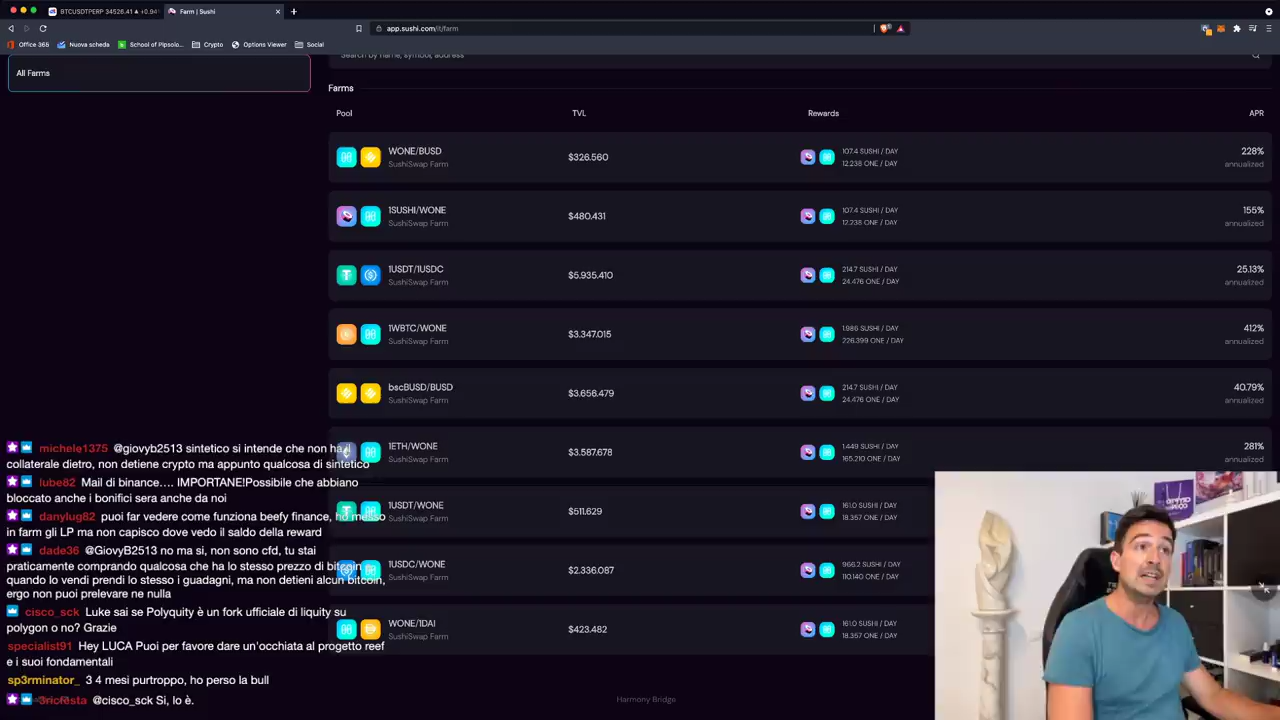 BTCUSDTPERP 34526,41 ▲ +0.94%
Farm | Sushi
app.sushi.com/it/farm
Office 365
Nuova scheda
School of Pipsolo...
Crypto
Options Viewer
Social
Search by name, symbol, address
All Farms
Farms
Pool TVL Rewards APR
WONE/BUSD
SushiSwap Farm
$326.560
107.4 SUSHI / DAY
12.238 ONE / DAY
228%
annualized
1SUSHI/WONE
SushiSwap Farm
$480.431
107.4 SUSHI / DAY
12.238 ONE / DAY
155%
annualized
1USDT/1USDC
SushiSwap Farm
$5.935.410
214.7 SUSHI / DAY
24.476 ONE / DAY
25.13%
annualized
1WBTC/WONE
SushiSwap Farm
$3.347.015
1.986 SUSHI / DAY
226.399 ONE / DAY
412%
annualized
bscBUSD/BUSD
SushiSwap Farm
$3.656.479
214.7 SUSHI / DAY
24.476 ONE / DAY
40.79%
annualized
1ETH/WONE
SushiSwap Farm
$3.587.678
1.449 SUSHI / DAY
165.210 ONE / DAY
281%
annualized
1USDT/WONE
SushiSwap Farm
$511.629
161.0 SUSHI / DAY
18.357 ONE / DAY
1USDC/WONE
SushiSwap Farm
$2.336.087
966.2 SUSHI / DAY
110.140 ONE / DAY
WONE/1DAI
SushiSwap Farm
$423.482
161.0 SUSHI / DAY
18.357 ONE / DAY
Harmony Bridge
michele1375 @giovyb2513 sintetico si intende che non ha il
collaterale dietro, non detiene crypto ma appunto qualcosa di sintetico
lube82 Mail di binance.... IMPORTANTE!Possibile che abbiano
bloccato anche i bonifici sera anche da noi
danylug82 puoi far vedere come funziona beefy finance, ho messo
in farm gli LP ma non capisco dove vedo il saldo della reward
dade36 @GiovyB2513 no ma si, non sono cfd, tu stai
praticamente comprando qualcosa che ha lo stesso prezzo di bitcoin
quando lo vendi prendi lo stesso i guadagni, ma non detieni alcun bitcoin,
ergo non puoi prelevare ne nulla
cisco_sck Luke sai se Polyquity è un fork ufficiale di liquity su
polygon o no? Grazie
specialist91 Hey LUCA Puoi per favore dare un'occhiata al progetto reef
e i suoi fondamentali
sp3rminator_ 3 4 mesi purtroppo, ho perso la bull
@cisco_sck Si, lo è.